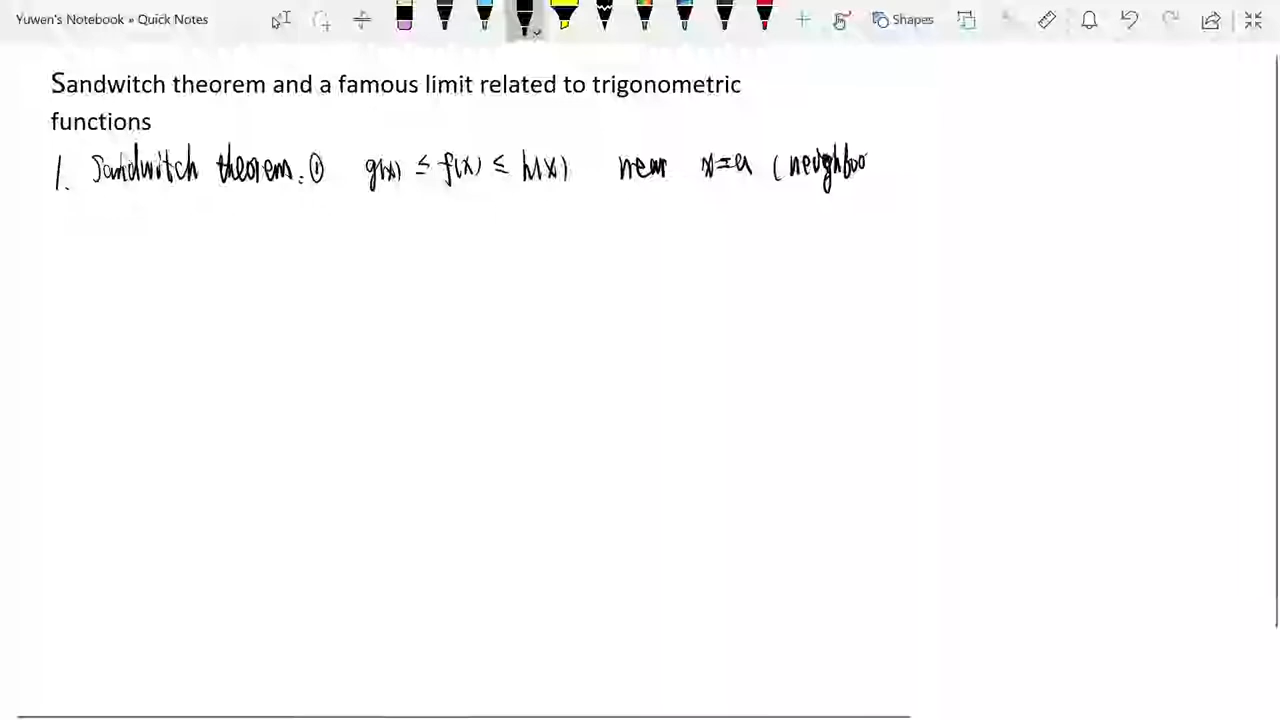 Yuwen's Notebook » Quick Notes
Shapes
Sandwitch theorem and a famous limit related to trigonometric
functions
1. Sandwitch theorem: ① g(x) ≤ f(x) ≤ h(x) near x=a (neighboo